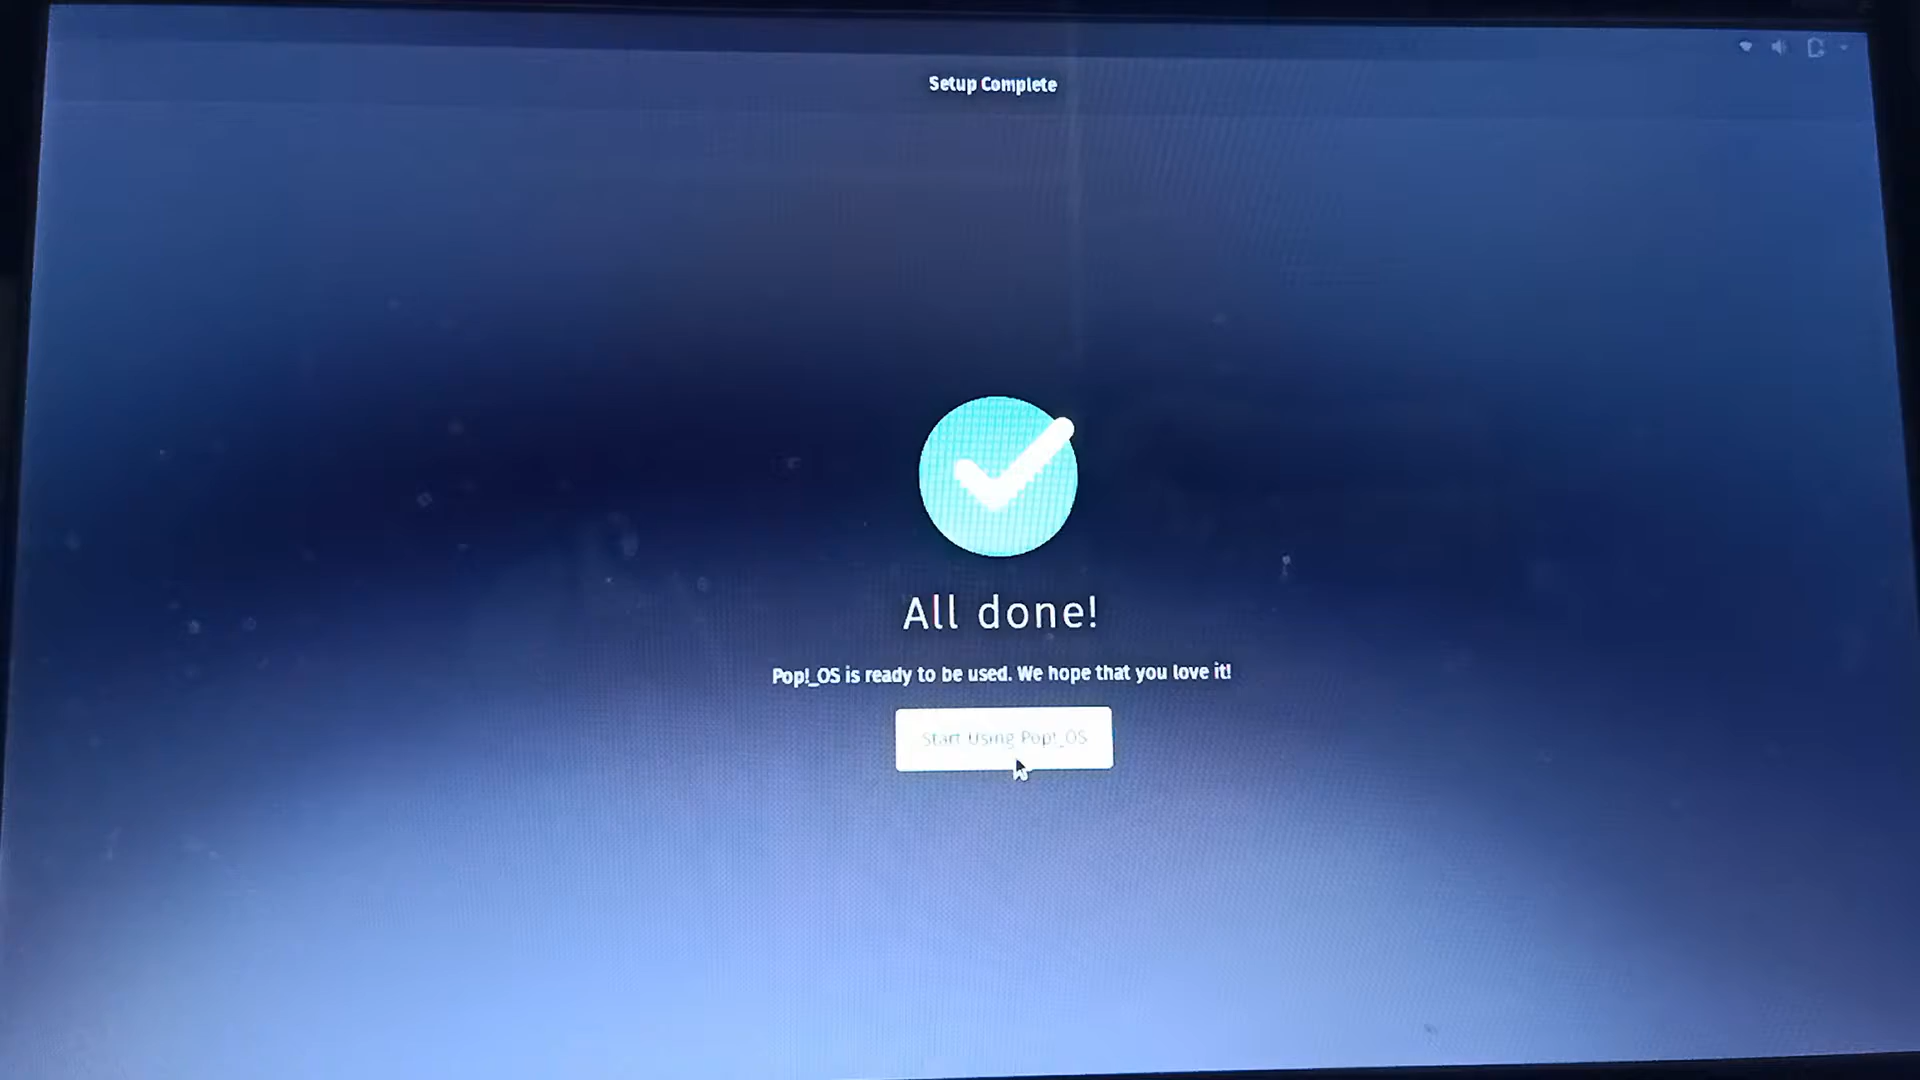 Setup Complete
All done!
Pop!_OS is ready to be used. We hope that you love it!
Start Using Pop!_OS